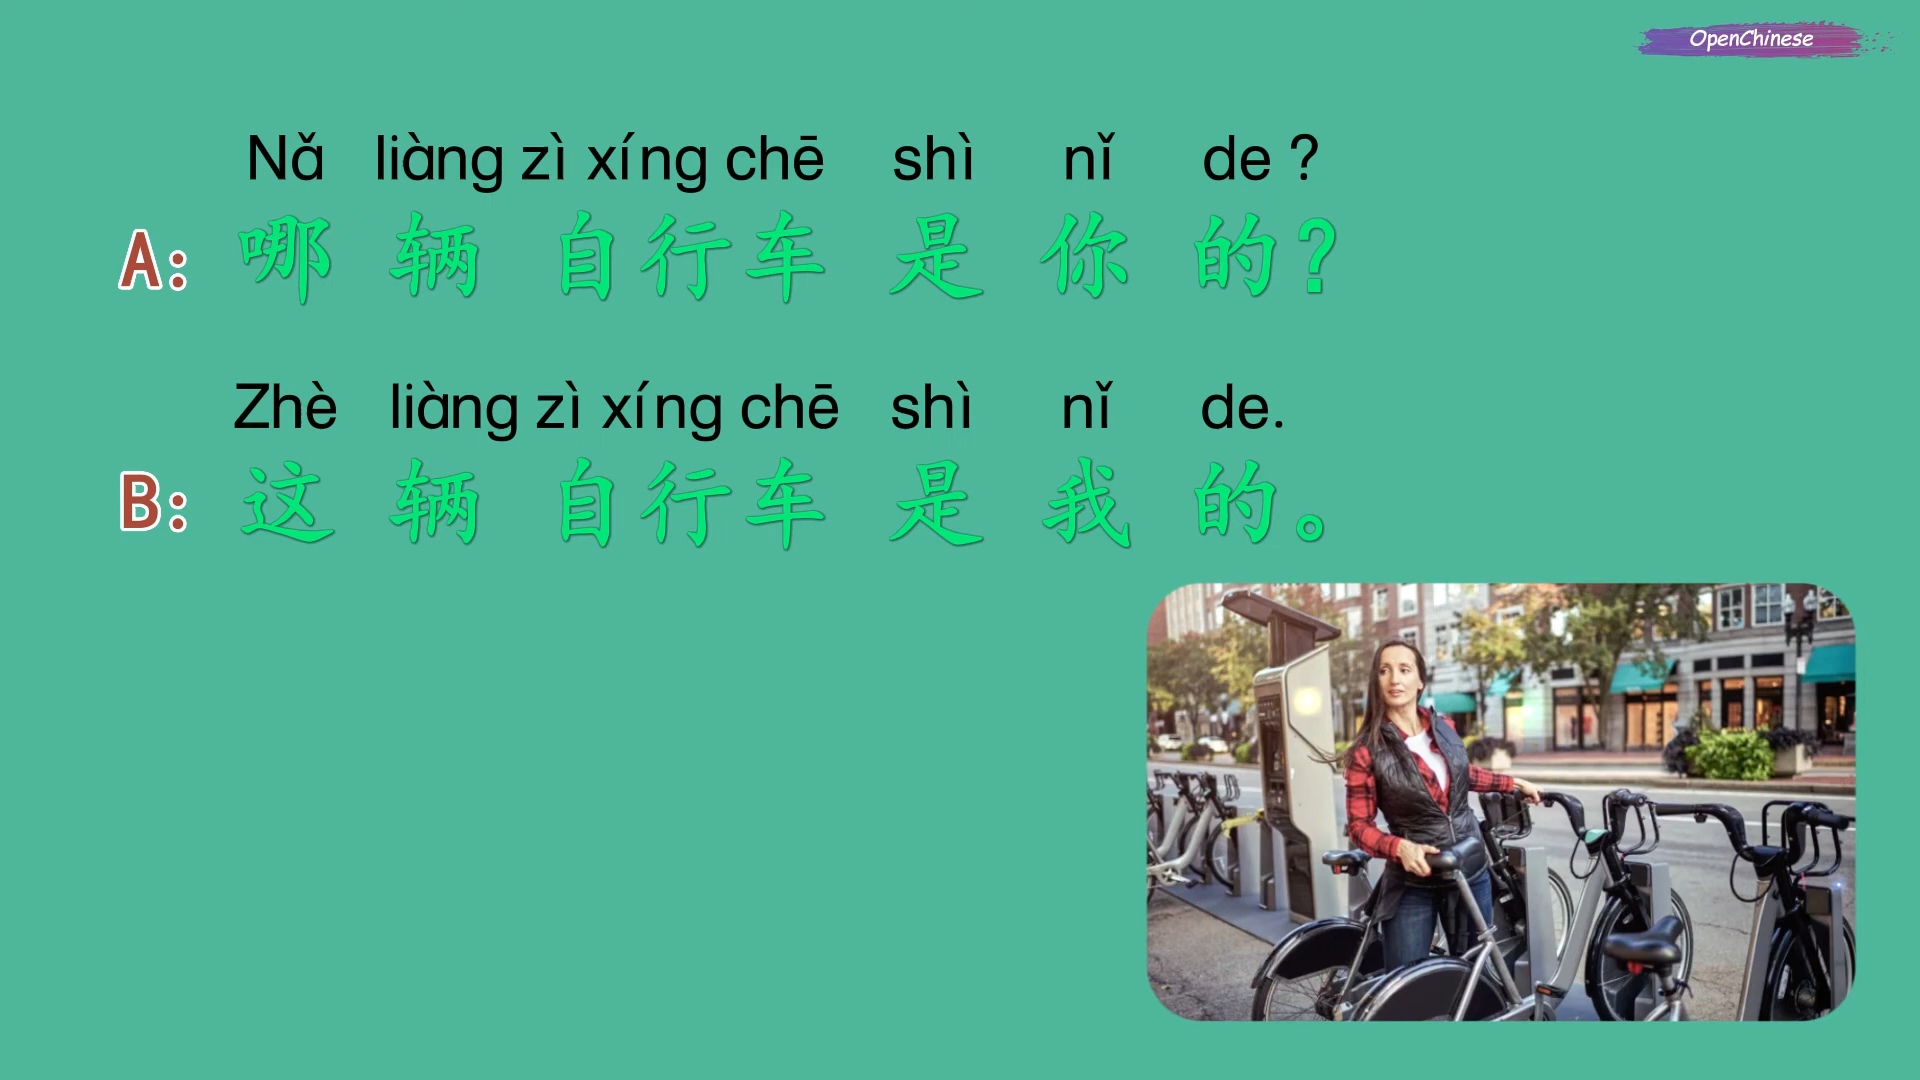 OpenChinese
Nǎ liàng zì xíng chē shì nǐ de ?
A: 哪 辆 自行车 是 你 的?
Zhè liàng zì xíng chē shì nǐ de.
B: 这 辆 自行车 是 我 的。